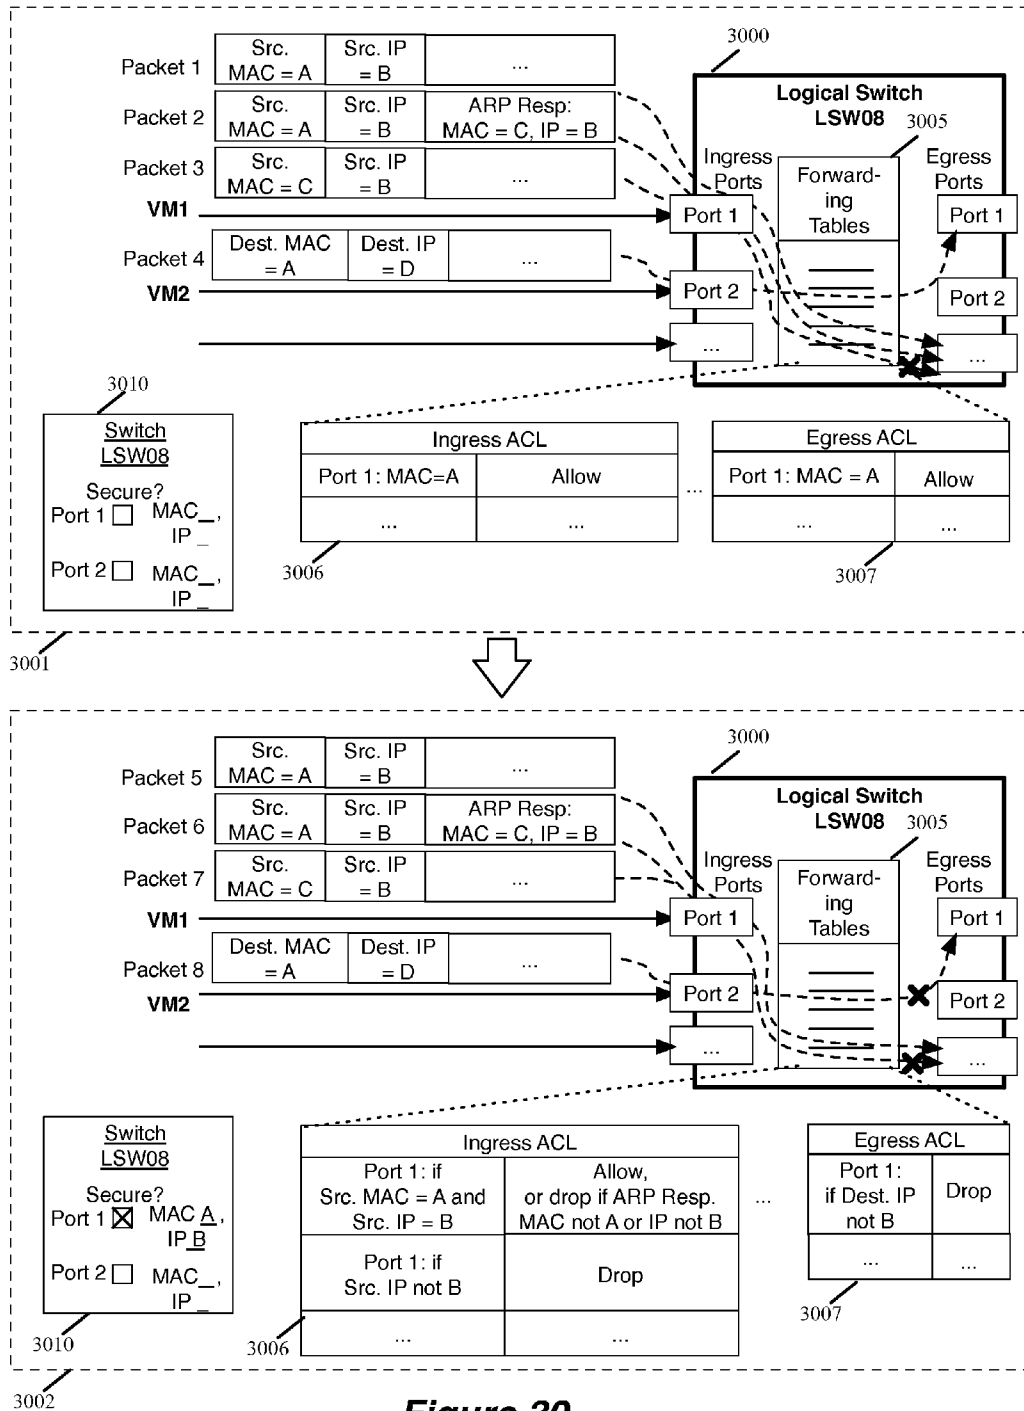 3000
Packet 1
Src.
MAC = A
Src. IP
= B
...
Packet 2
Src.
MAC = A
Src. IP
= B
ARP Resp:
MAC = C, IP = B
Packet 3
Src.
MAC = C
Src. IP
= B
...
VM1
Packet 4
Dest. MAC
= A
Dest. IP
= D
...
VM2
Logical Switch
LSW08
3005
Ingress
Ports
Forward-
ing
Tables
Egress
Ports
Port 1
Port 1
Port 2
Port 2
...
...
3010
Switch
LSW08
Secure?
Port 1 MAC_,
IP _
Port 2 MAC_,
IP _
Ingress ACL
Port 1: MAC=A
Allow
...
...
3006
...
Egress ACL
Port 1: MAC = A
Allow
...
...
3007
3001
3000
Packet 5
Src.
MAC = A
Src. IP
= B
...
Packet 6
Src.
MAC = A
Src. IP
= B
ARP Resp:
MAC = C, IP = B
Packet 7
Src.
MAC = C
Src. IP
= B
...
VM1
Packet 8
Dest. MAC
= A
Dest. IP
= D
...
VM2
Logical Switch
LSW08
3005
Ingress
Ports
Forward-
ing
Tables
Egress
Ports
Port 1
Port 1
Port 2
Port 2
...
...
Switch
LSW08
Secure?
Port 1 MAC A,
IP B
Port 2 MAC_,
IP _
3010
Ingress ACL
Port 1: if
Src. MAC = A and
Src. IP = B
Allow,
or drop if ARP Resp.
MAC not A or IP not B
Port 1: if
Src. IP not B
Drop
...
...
3006
...
Egress ACL
Port 1:
if Dest. IP
not B
Drop
...
...
3007
3002